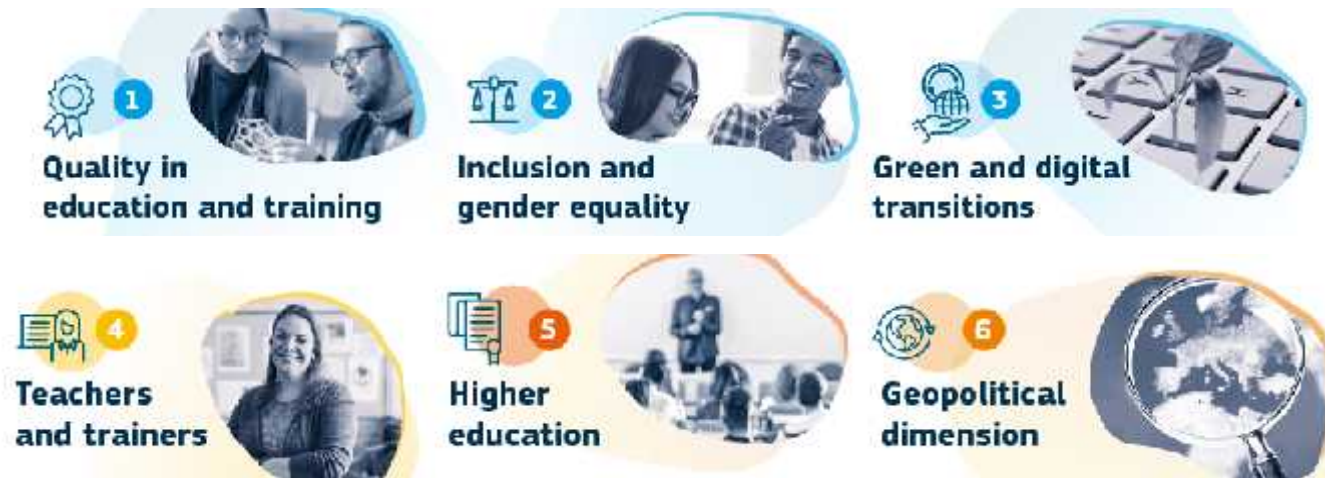 1
Quality in
education and training
2
Inclusion and
gender equality
3
Green and digital
transitions
4
Teachers
and trainers
5
Higher
education
6
Geopolitical
dimension